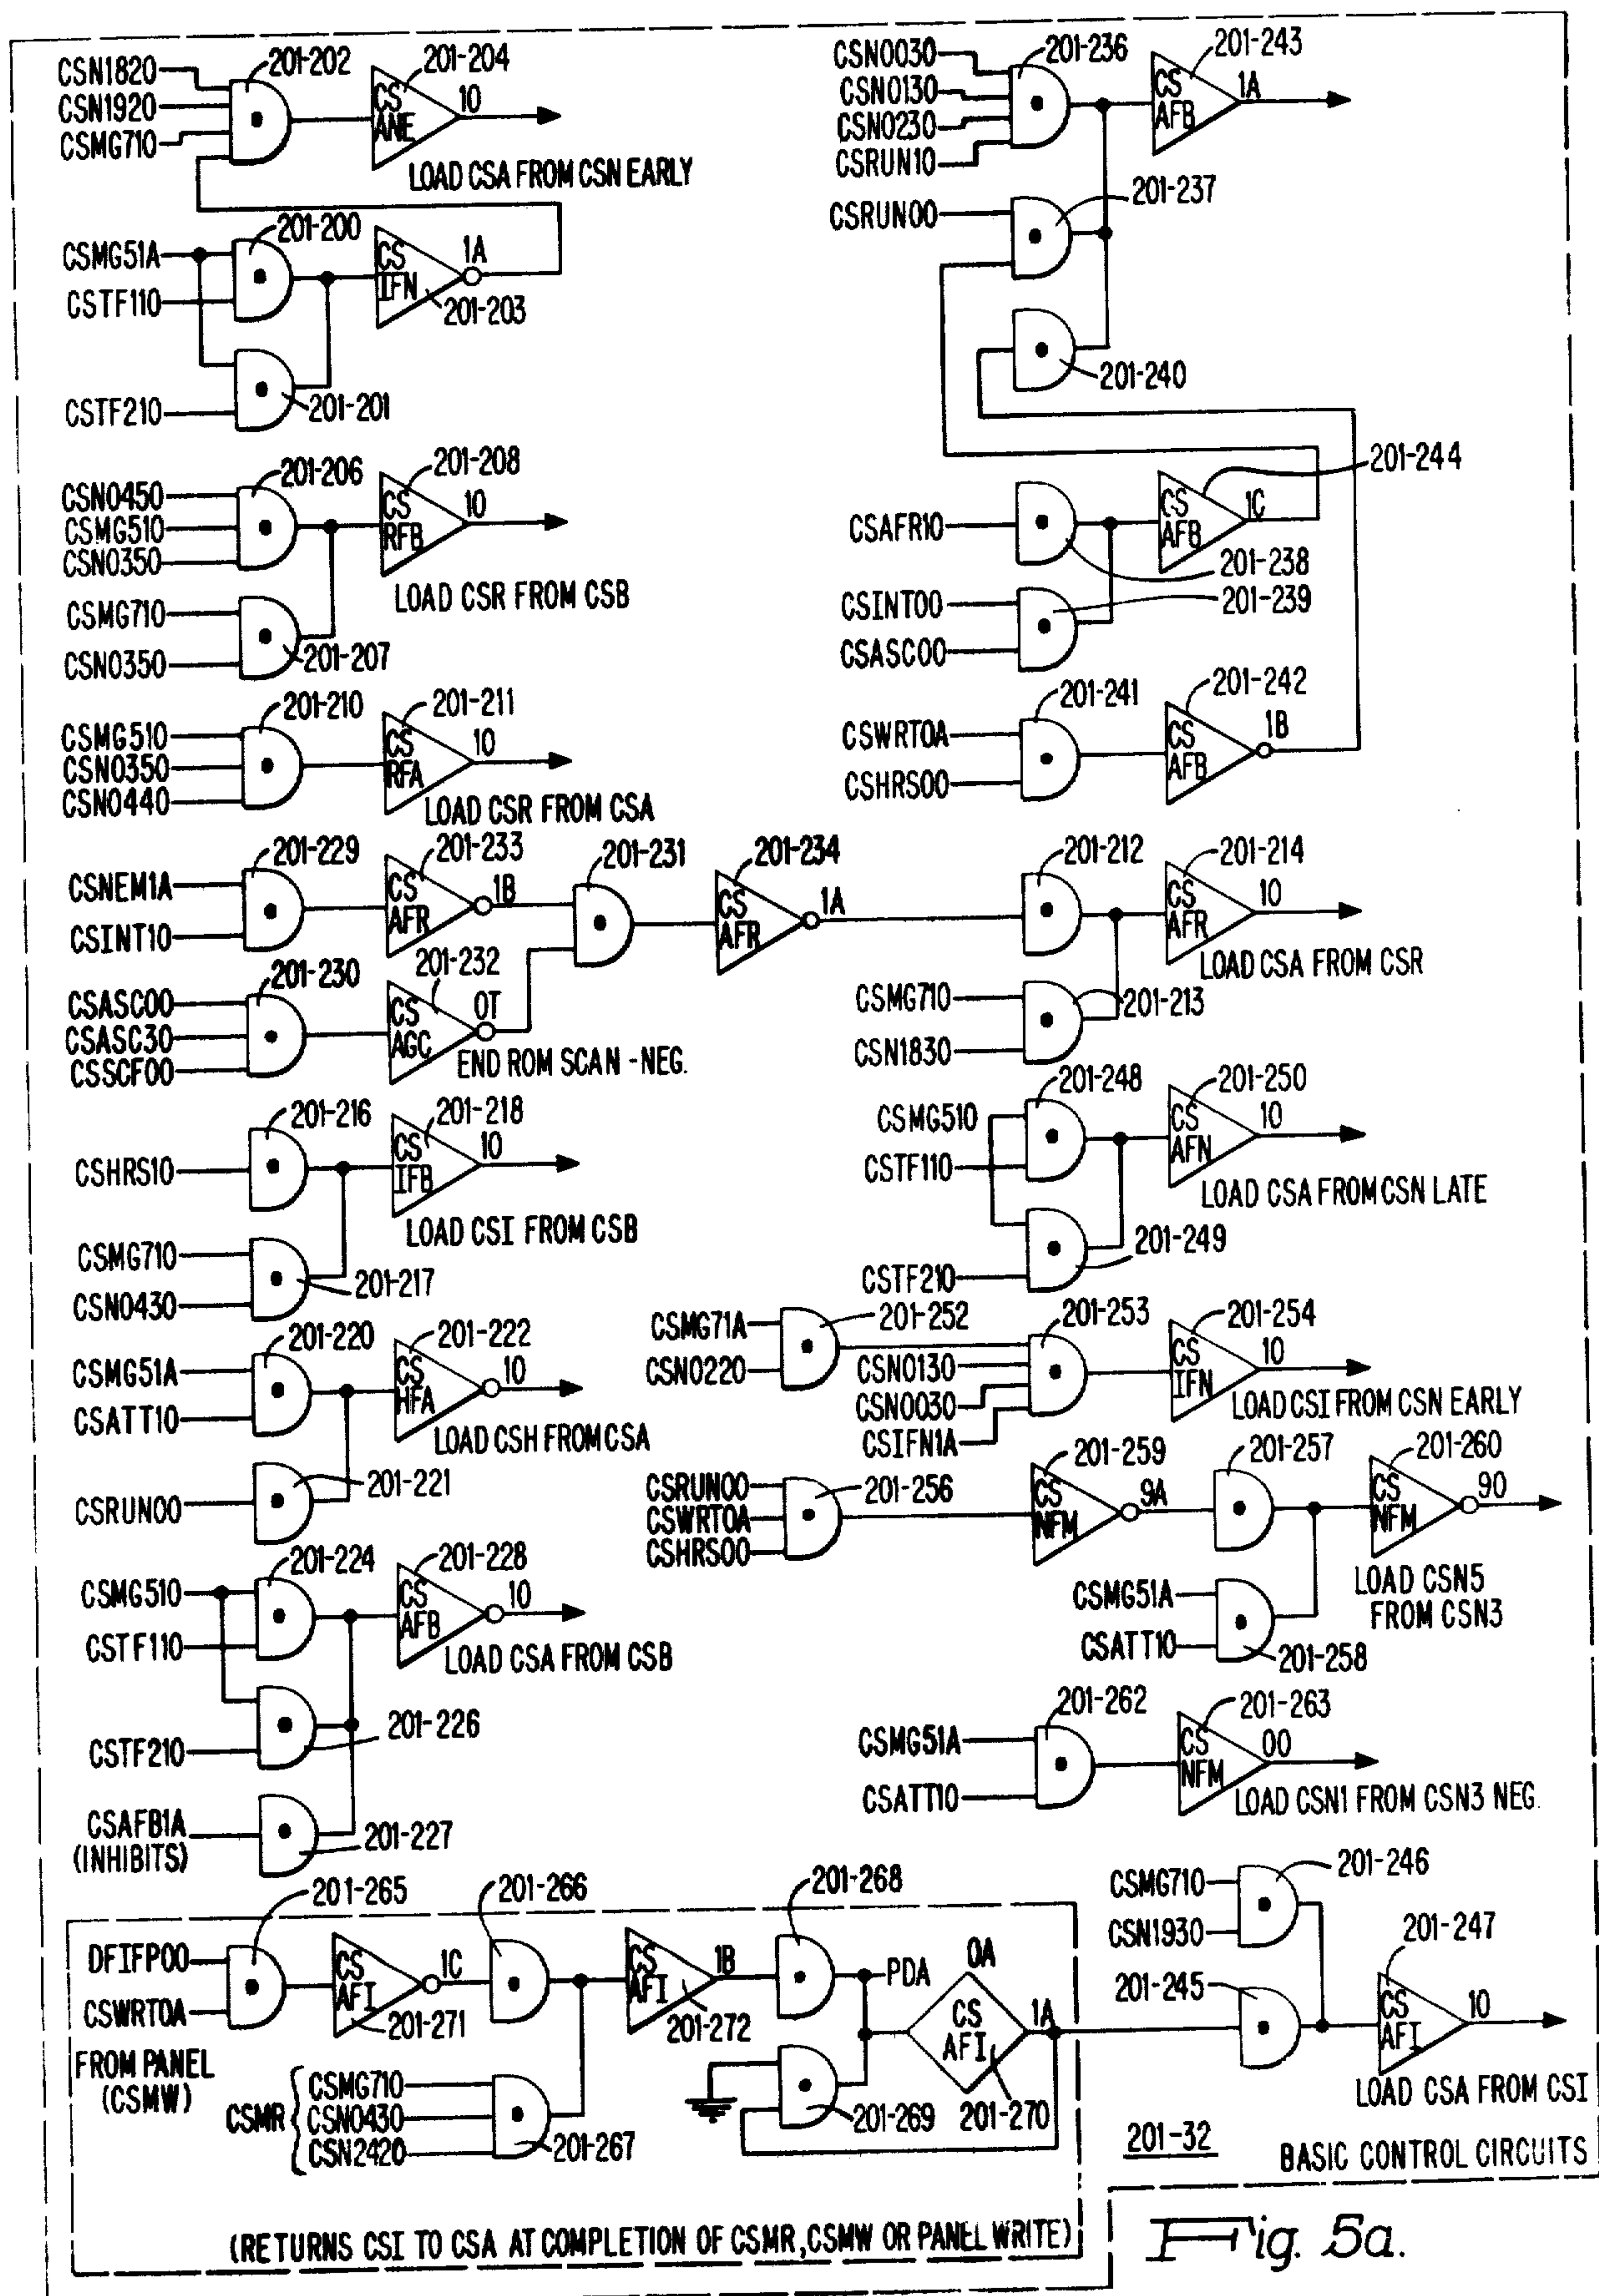 CSN1820
CSN1920
CSMG710
201-202
CS
ANE
201-204
10
LOAD CSA FROM CSN EARLY
CSMG51A
CSTF110
CSTF210
201-200
201-201
CS
IFN
1A
201-203
CSN0450
CSMG510
CSN0350
CSMG710
CSN0350
201-206
201-207
CS
RFB
201-208
10
LOAD CSR FROM CSB
CSMG510
CSN0350
CSN0440
201-210
CS
RFA
201-211
10
LOAD CSR FROM CSA
CSNEM1A
CSINT10
201-229
CS
AFR
201-233
1B
CSASC00
CSASC30
CSSCF00
201-230
CS
AGC
201-232
0T
END ROM SCAN -NEG.
201-231
CS
AFR
201-234
1A
CSHRS10
CSMG710
CSN0430
201-216
201-217
CS
IFB
201-218
10
LOAD CSI FROM CSB
CSMG51A
CSATT10
CSRUN00
201-220
201-221
CS
HFA
201-222
10
LOAD CSH FROM CSA
CSMG510
CSTF110
CSTF210
CSAFB1A
(INHIBITS)
201-224
201-226
201-227
CS
AFB
201-228
10
LOAD CSA FROM CSB
CSN0030
CSN0130
CSN0230
CSRUN10
201-236
CS
AFB
201-243
1A
CSRUN00
201-237
201-240
CSAFR10
CSINT00
CSASC00
201-238
201-239
CS
AFB
1C
201-244
CSWRT0A
CSHRS00
201-241
CS
AFB
201-242
1B
201-212
CSMG710
CSN1830
201-213
CS
AFR
201-214
10
LOAD CSA FROM CSR
CSMG510
CSTF110
CSTF210
201-248
201-249
CS
AFN
201-250
10
LOAD CSA FROM CSN LATE
CSMG71A
CSN0220
201-252
CSN0130
CSN0030
CSIFN1A
201-253
CS
IFN
201-254
10
LOAD CSI FROM CSN EARLY
CSRUN00
CSWRT0A
CSHRS00
201-256
CS
NFM
201-259
9A
201-257
CSMG51A
CSATT10
201-258
CS
NFM
201-260
90
LOAD CSN5
FROM CSN3
CSMG51A
CSATT10
201-262
CS
NFM
201-263
00
LOAD CSN1 FROM CSN3 NEG.
DFIFP00
CSWRT0A
FROM PANEL
(CSMW)
201-265
CS
AFI
1C
201-271
201-266
CSMR
CSMG710
CSN0430
CSN2420
201-267
CS
AFI
1B
201-272
201-268
PDA
201-269
0A
CS
AFI
1A
201-270
CSMG710
CSN1930
201-246
201-245
CS
AFI
201-247
10
LOAD CSA FROM CSI
(RETURNS CSI TO CSA AT COMPLETION OF CSMR, CSMW OR PANEL WRITE)
201-32
BASIC CONTROL CIRCUITS
Fig. 5a.